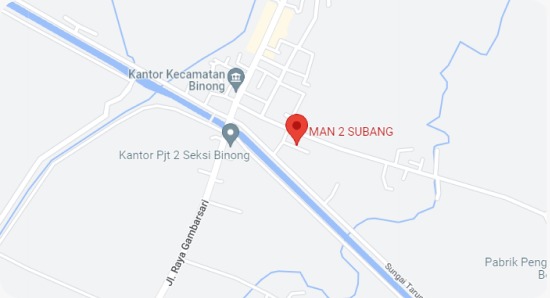 Kantor Kecamatan
Binong
MAN 2 SUBANG
Kantor Pjt 2 Seksi Binong
Jl. Raya Gambarsari
Pabrik Peng
Sungai Tarum